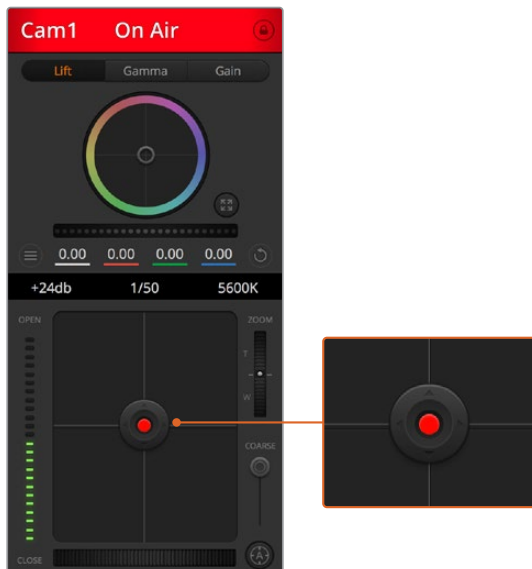 Cam1 On Air
Lift Gamma Gain
0.00 0.00 0.00 0.00
+24db 1/50 5600K
OPEN ZOOM
T
W
COARSE
CLOSE A